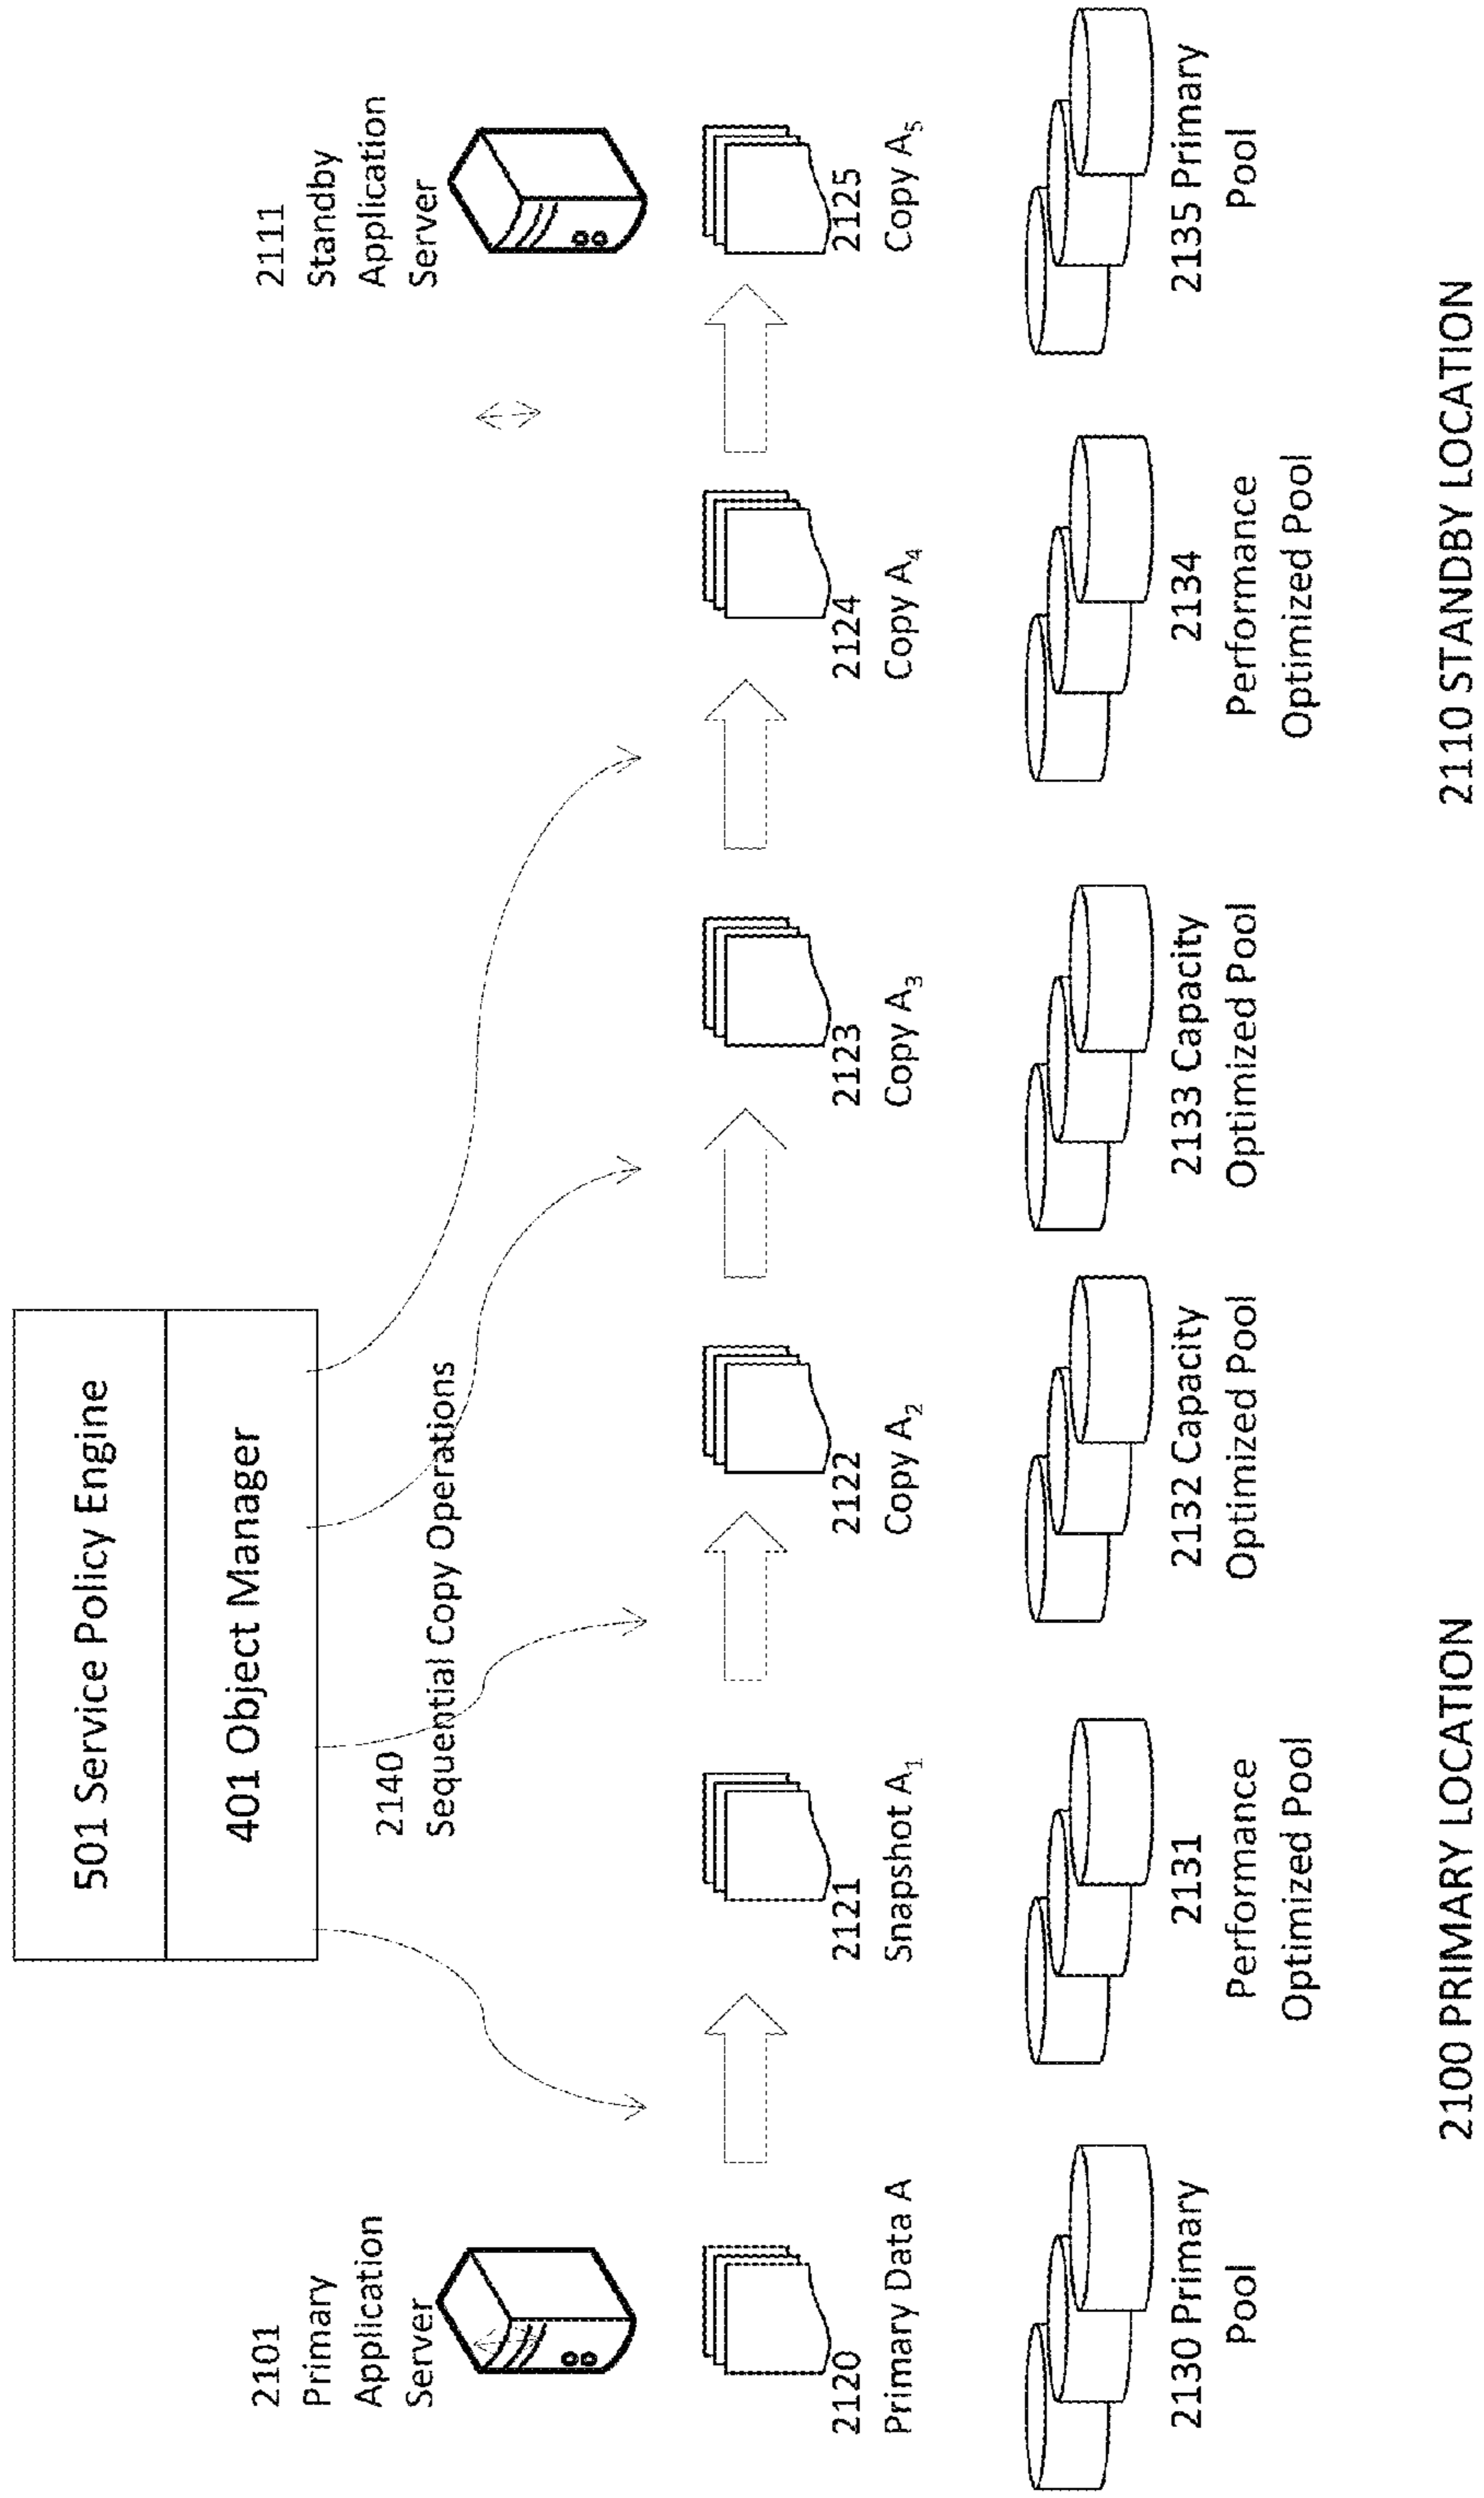 501 Service Policy Engine
401 Object Manager
2101
Primary
Application
Server
2140
Sequential Copy Operations
2111
Standby
Application
Server
2120
Primary Data A
2121
Snapshot A1
2122
Copy A2
2123
Copy A3
2124
Copy A4
2125
Copy A5
2130 Primary
Pool
2131
Performance
Optimized Pool
2132 Capacity
Optimized Pool
2133 Capacity
Optimized Pool
2134
Performance
Optimized Pool
2135 Primary
Pool
2100 PRIMARY LOCATION
2110 STANDBY LOCATION